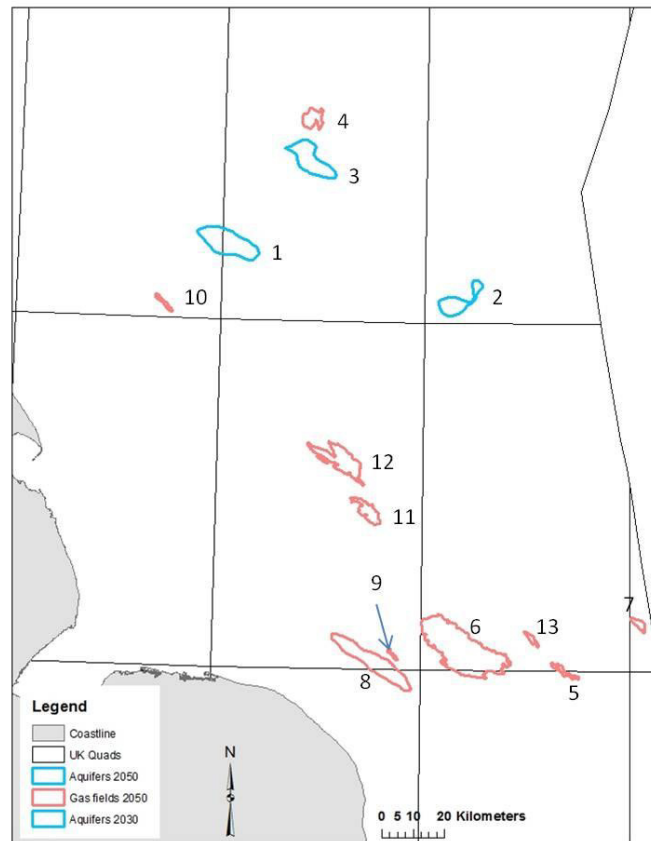 4
3
1
10
2
12
11
9
7
6
13
8
5
Legend
Coastline
UK Quads
Aquifers 2050
Gas fields 2050
Aquifers 2030
N
0 5 10 20 Kilometers